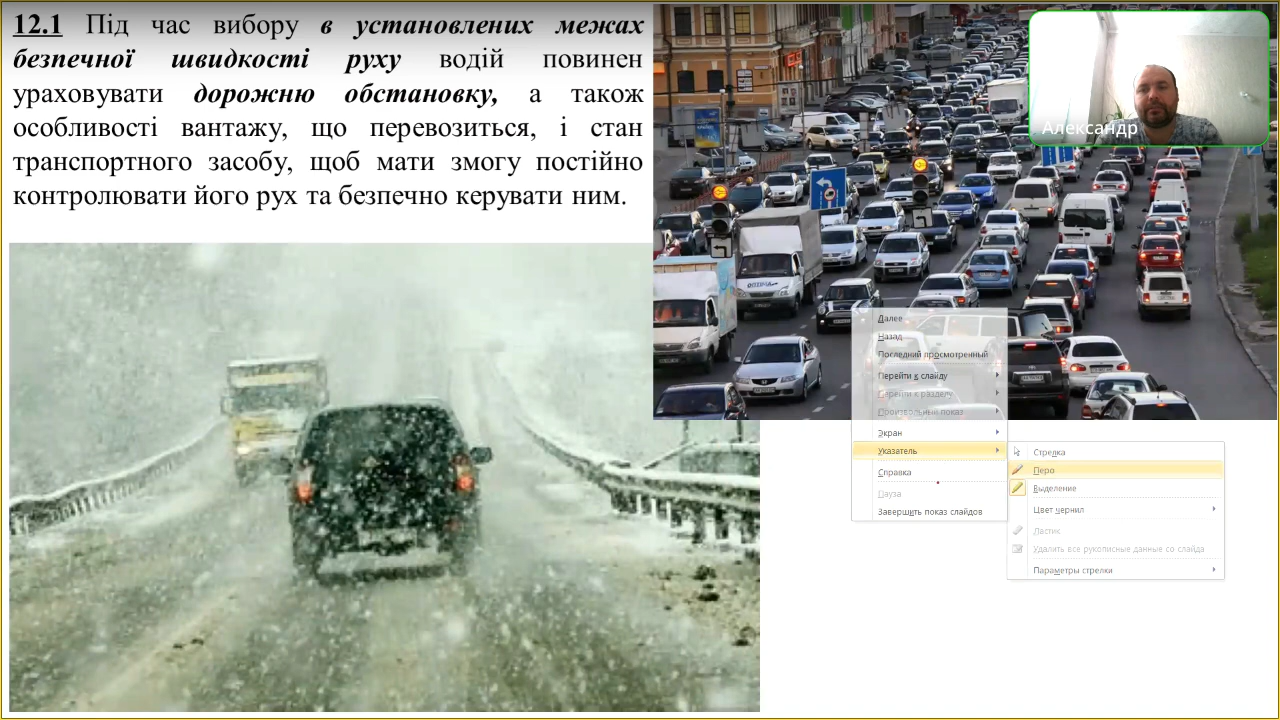 12.1 Під час вибору в установлених межах
безпечної швидкості руху водій повинен
ураховувати дорожню обстановку, а також
особливості вантажу, що перевозиться, і стан
транспортного засобу, щоб мати змогу постійно
контролювати його рух та безпечно керувати ним.
Александр
Далее
Назад
Последний просмотренный
Перейти к слайду
Перейти к разделу
Произвольный показ
Экран
Указатель
Справка
Пауза
Завершить показ слайдов
Стрелка
Перо
Выделение
Цвет чернил
Ластик
Удалить все рукописные данные со слайда
Параметры стрелки